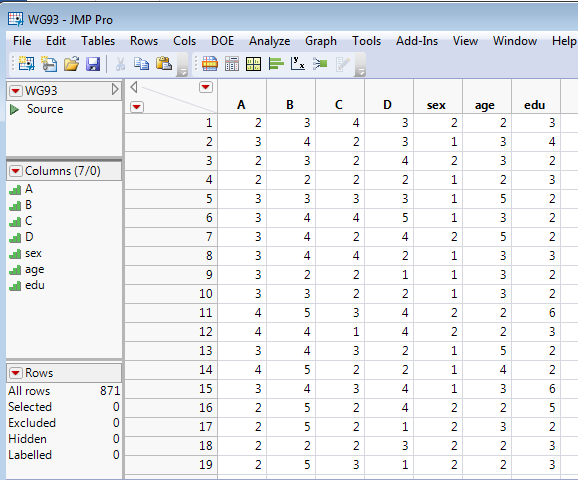 WG93 - JMP Pro
File Edit Tables Rows Cols DOE Analyze Graph Tools Add-Ins View Window Help
WG93
Source
Columns (7/0)
A
B
C
D
sex
age
edu
Rows
All rows 871
Selected 0
Excluded 0
Hidden 0
Labelled 0
A B C D sex age edu
1 2 3 4 3 2 2 3
2 3 4 2 3 1 3 4
3 2 3 2 4 2 3 2
4 2 2 2 2 1 2 3
5 3 3 3 3 1 5 2
6 3 4 4 5 1 3 2
7 3 4 2 4 2 5 2
8 3 4 4 2 1 3 3
9 3 2 2 1 1 3 2
10 3 3 2 2 1 3 2
11 4 5 3 4 2 2 6
12 4 4 1 4 2 2 3
13 3 4 3 2 1 5 2
14 4 5 2 2 1 4 2
15 3 4 3 4 1 3 6
16 2 5 2 4 2 2 5
17 2 5 2 1 2 3 2
18 2 2 2 3 2 2 3
19 2 5 3 1 2 2 3